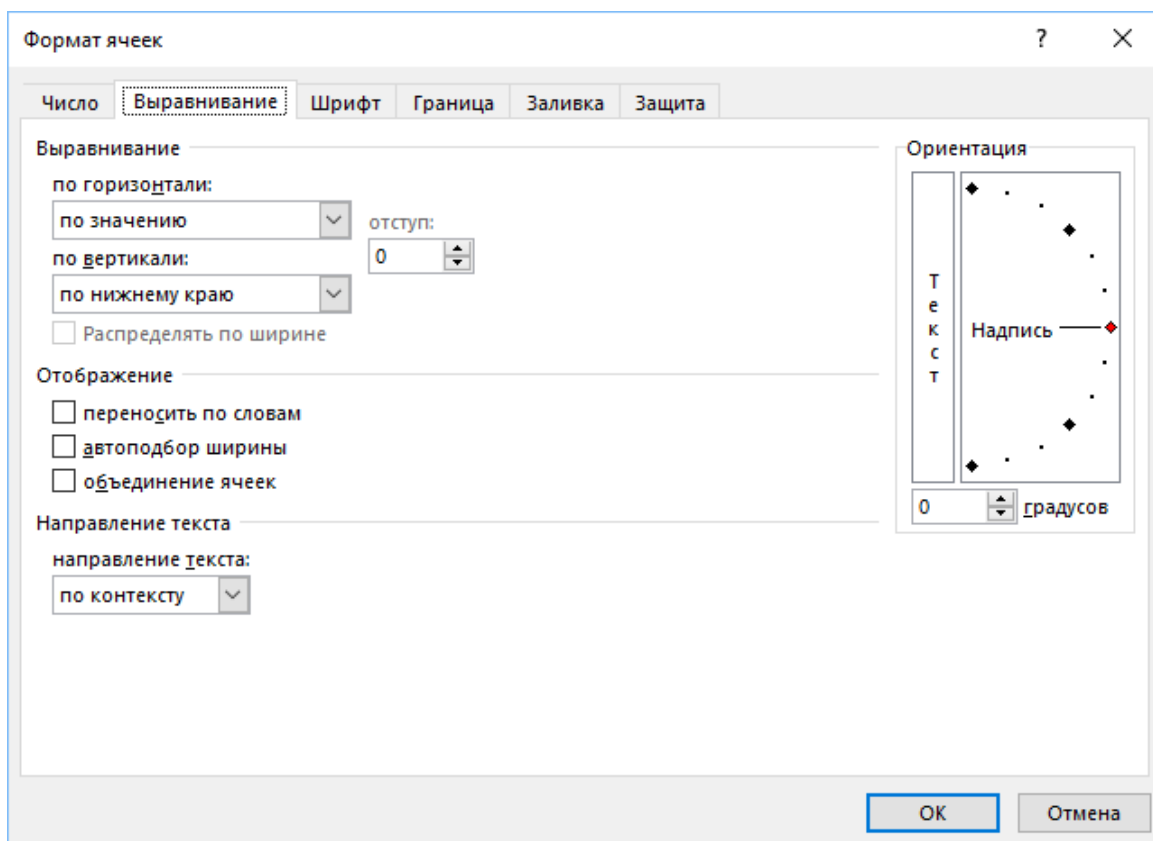 Формат ячеек ?
Число Выравнивание Шрифт Граница Заливка Защита
Выравнивание
по горизонтали:
по значению
отступ:
0
по вертикали:
по нижнему краю
Распределять по ширине
Отображение
переносить по словам
автоподбор ширины
объединение ячеек
Направление текста
направление текста:
по контексту
Ориентация
Текст
Надпись
0 градусов
ОК Отмена